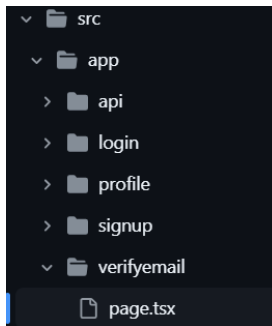 src
app
api
login
profile
signup
verifyemail
page.tsx